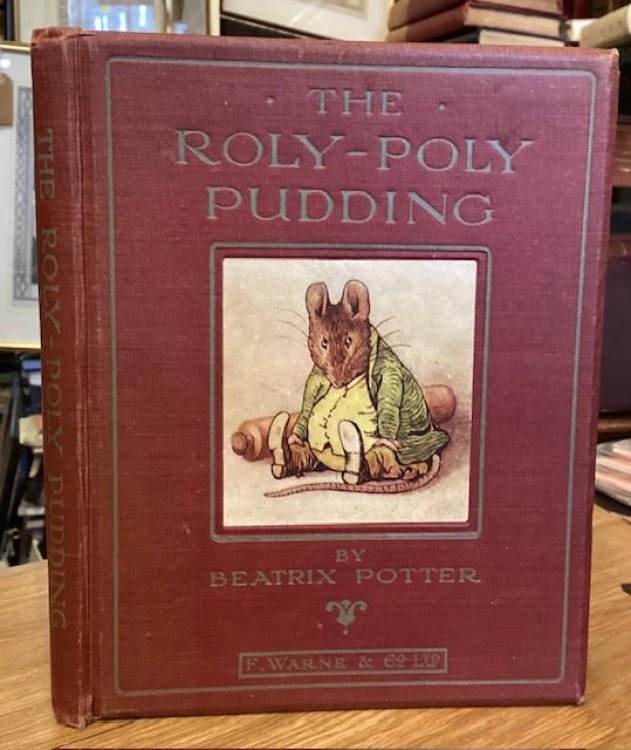 · THE ·
ROLY-POLY
PUDDING
BY
BEATRIX POTTER
F. WARNE & CO LTD
THE ROLY-POLY PUDDING